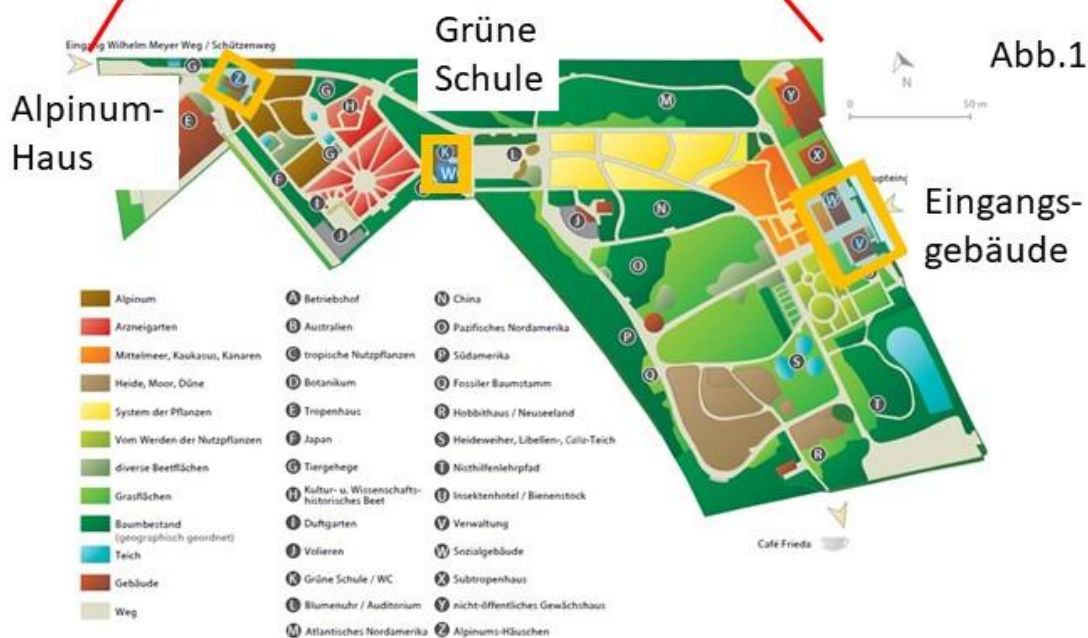 Grüne
Schule
Abb.1
Eingang Wilhelm Meyer Weg / Schützenweg
Alpinum-
Haus
Eingangs-
gebäude
N
0 50 m
G
Z
E
G
H
G
F
I
J
K
W
L
M
Y
X
W
V
J
N
O
P
Q
S
T
R
Café Frieda
Alpinum
Arzneigarten
Mittelmeer, Kaukasus, Kanaren
Heide, Moor, Düne
System der Pflanzen
Vom Werden der Nutzpflanzen
diverse Beetflächen
Grasflächen
Baumbestand
(geographisch geordnet)
Teich
Gebäude
Weg
A Betriebshof
B Australien
C tropische Nutzpflanzen
D Botanikum
E Tropenhaus
F Japan
G Tiergehege
H Kultur- u. Wissenschafts-
historisches Beet
I Duftgarten
J Volieren
K Grüne Schule / WC
L Blumenuhr / Auditorium
M Atlantisches Nordamerika
N China
O Pazifisches Nordamerika
P Südamerika
Q Fossiler Baumstamm
R Hobbithaus / Neuseeland
S Heideweiher, Libellen-, Calla-Teich
T Nisthilfenlehrpfad
U Insektenhotel / Bienenstock
V Verwaltung
W Sozialgebäude
X Subtropenhaus
Y nicht-öffentliches Gewächshaus
Z Alpinums-Häuschen